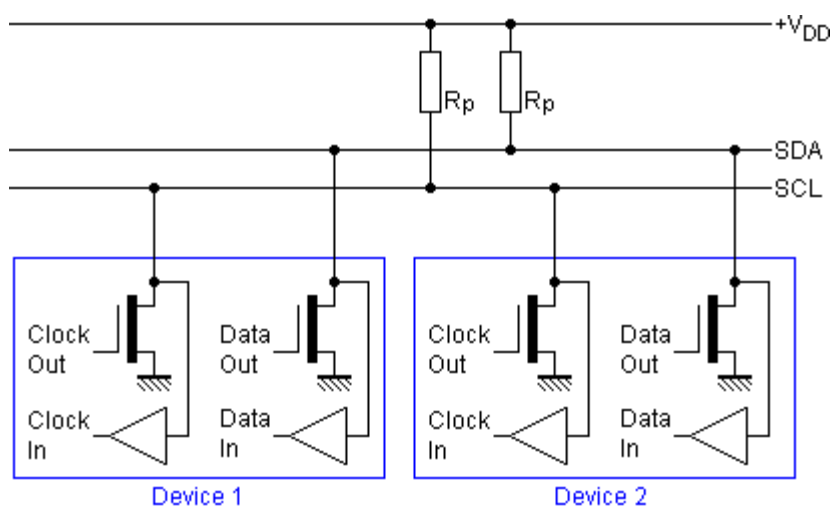 +VDD
Rp
Rp
SDA
SCL
Clock
Out
Data
Out
Clock
Out
Data
Out
Clock
In
Data
In
Clock
In
Data
In
Device 1
Device 2